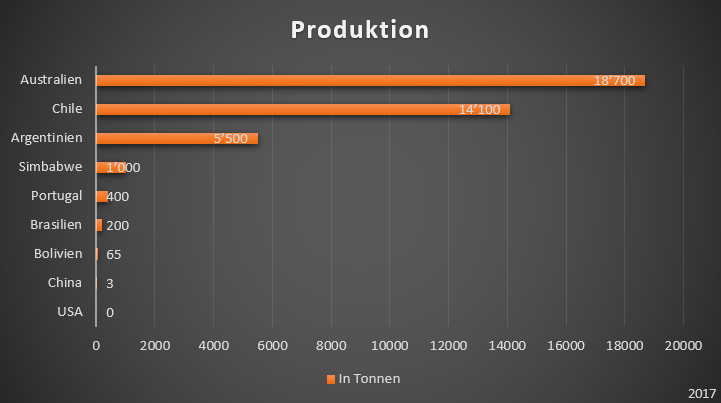 Produktion
Australien 18'700
Chile 14'100
Argentinien 5'500
Simbabwe 1'000
Portugal 400
Brasilien 200
Bolivien 65
China 3
USA 0
0 2000 4000 6000 8000 10000 12000 14000 16000 18000 20000
In Tonnen
2017